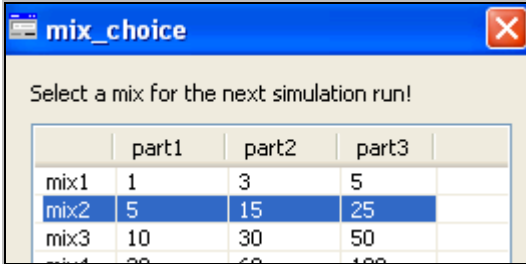 mix_choice
Select a mix for the next simulation run!
part1 part2 part3
mix1 1 3 5
mix2 5 15 25
mix3 10 30 50